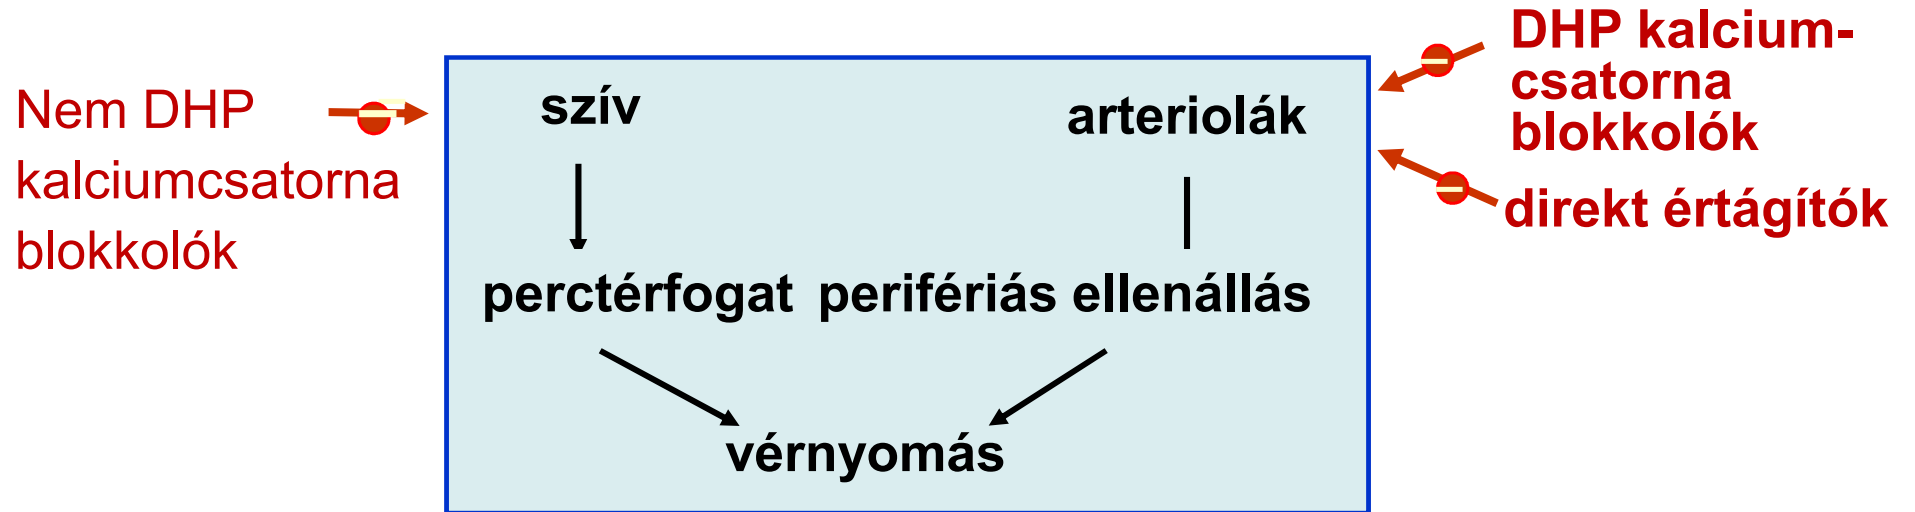 Nem DHP
kalciumcsatorna
blokkolók
szív
arteriolák
perctérfogat
perifériás ellenállás
vérnyomás
DHP kalcium-
csatorna
blokkolók
direkt értágítók